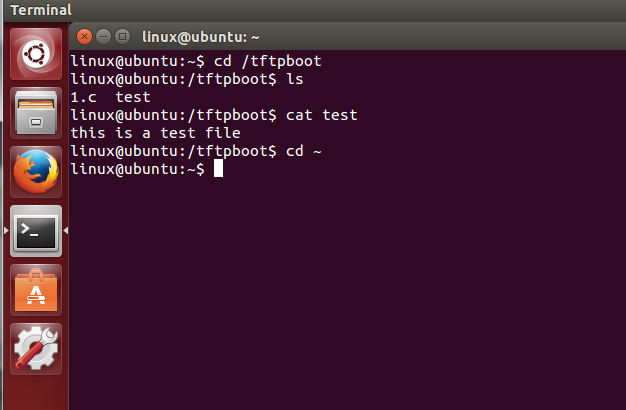 Terminal
linux@ubuntu: ~
linux@ubuntu:~$ cd /tftpboot
linux@ubuntu:/tftpboot$ ls
1.c  test
linux@ubuntu:/tftpboot$ cat test
this is a test file
linux@ubuntu:/tftpboot$ cd ~
linux@ubuntu:~$